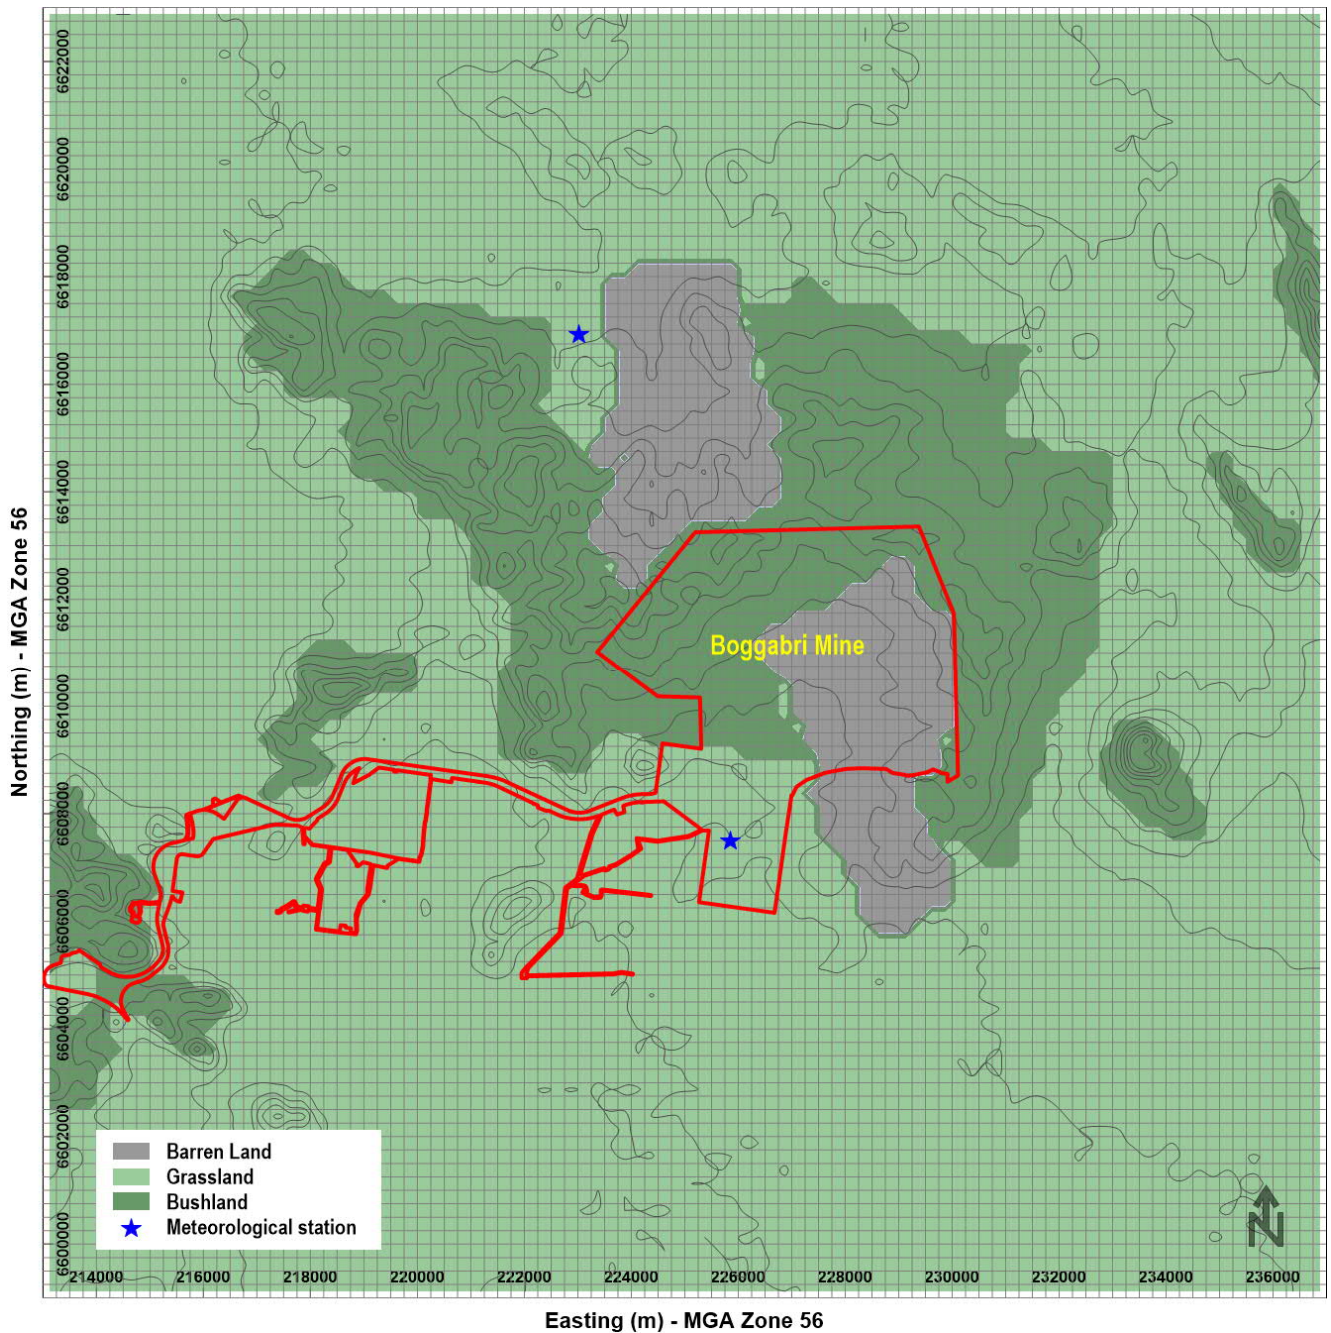 Northing (m) - MGA Zone 56
6622000
6620000
6618000
6616000
6614000
6612000
6610000
6608000
6606000
6604000
6602000
6600000
Boggabri Mine
Barren Land
Grassland
Bushland
Meteorological station
N
214000 216000 218000 220000 222000 224000 226000 228000 230000 232000 234000 236000
Easting (m) - MGA Zone 56